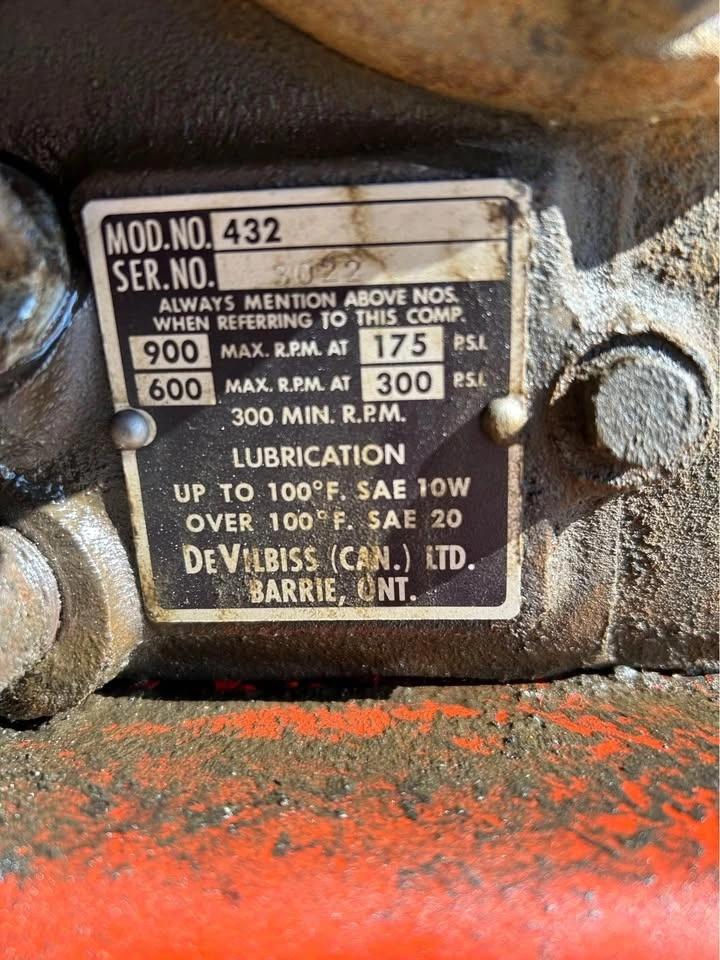 MOD.NO. 432
SER.NO. 3022
ALWAYS MENTION ABOVE NOS.
WHEN REFERRING TO THIS COMP.
900 MAX. R.P.M. AT 175 P.S.I.
600 MAX. R.P.M. AT 300 P.S.I.
300 MIN. R.P.M.
LUBRICATION
UP TO 100°F. SAE 10W
OVER 100°F. SAE 20
DEVILBISS (CAN.) LTD.
BARRIE, ONT.